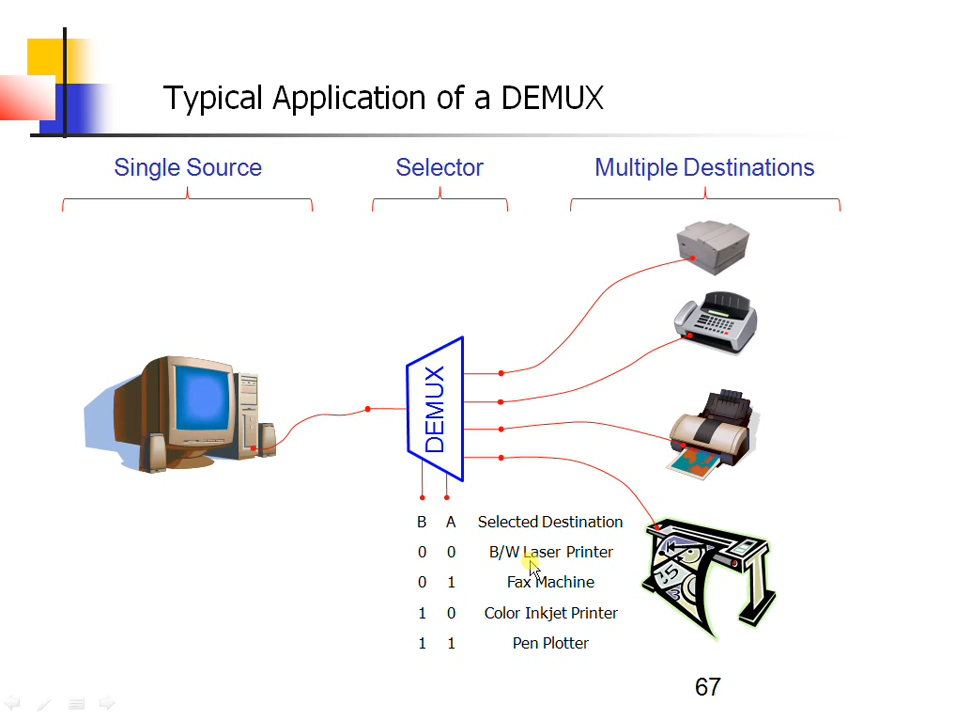 Typical Application of a DEMUX
Single Source Selector Multiple Destinations
DEMUX
B A Selected Destination
0 0 B/W Laser Printer
0 1 Fax Machine
1 0 Color Inkjet Printer
1 1 Pen Plotter
67